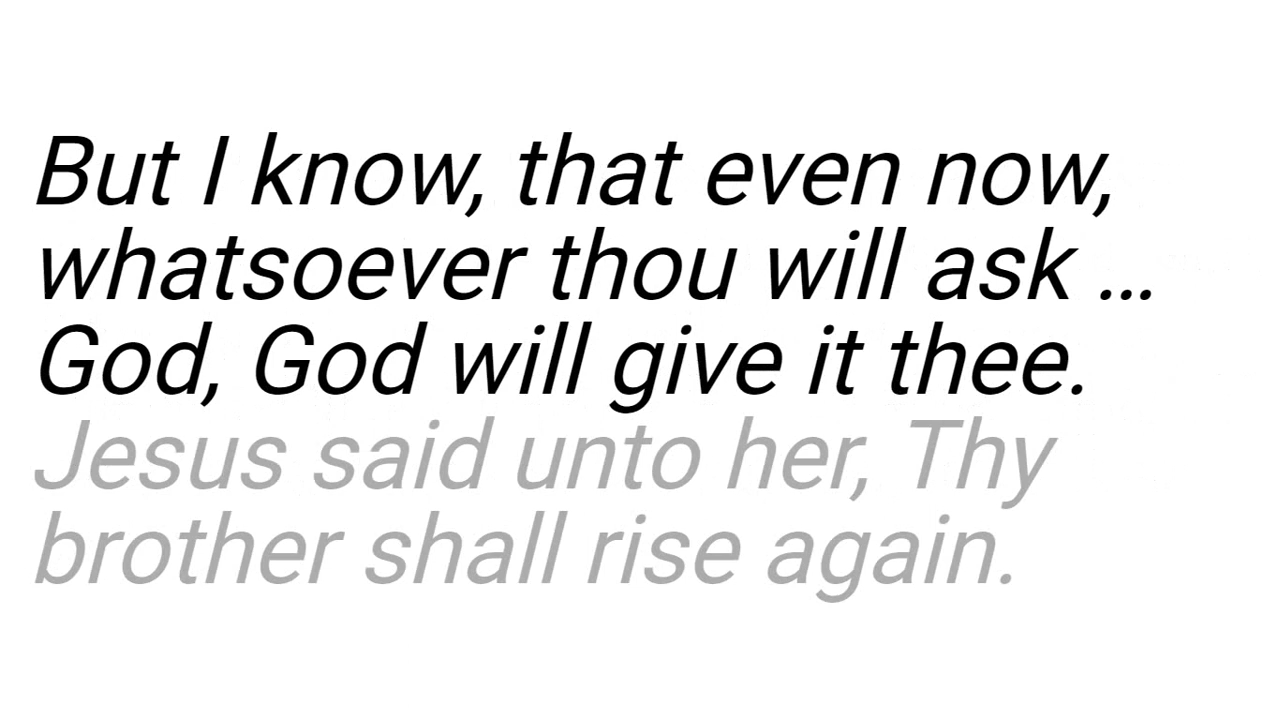 But I know, that even now,
whatsoever thou will ask ...
God, God will give it thee.
Jesus said unto her, Thy
brother shall rise again.